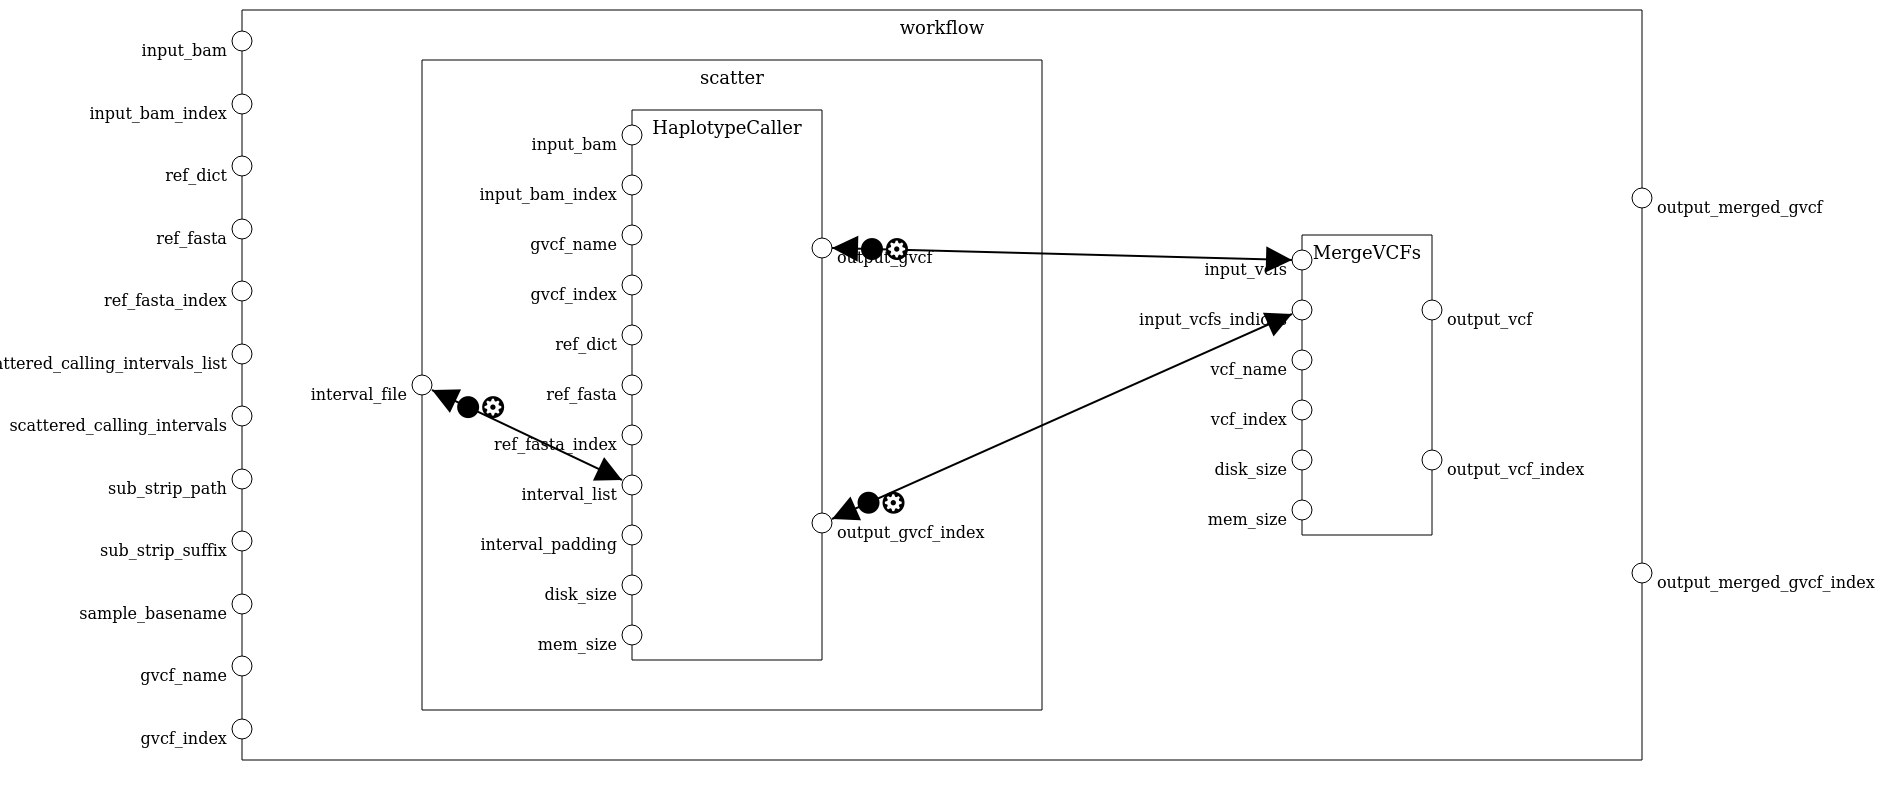 workflow
scatter
HaplotypeCaller
input_bam
input_bam_index
ref_dict
ref_fasta
ref_fasta_index
attered_calling_intervals_list
scattered_calling_intervals
sub_strip_path
sub_strip_suffix
sample_basename
gvcf_name
gvcf_index
interval_file
input_bam
input_bam_index
gvcf_name
gvcf_index
ref_dict
ref_fasta
ref_fasta_index
interval_list
interval_padding
disk_size
mem_size
output_gvcf
output_gvcf_index
MergeVCFs
input_vcfs
input_vcfs_indices
vcf_name
vcf_index
disk_size
mem_size
output_vcf
output_vcf_index
output_merged_gvcf
output_merged_gvcf_index